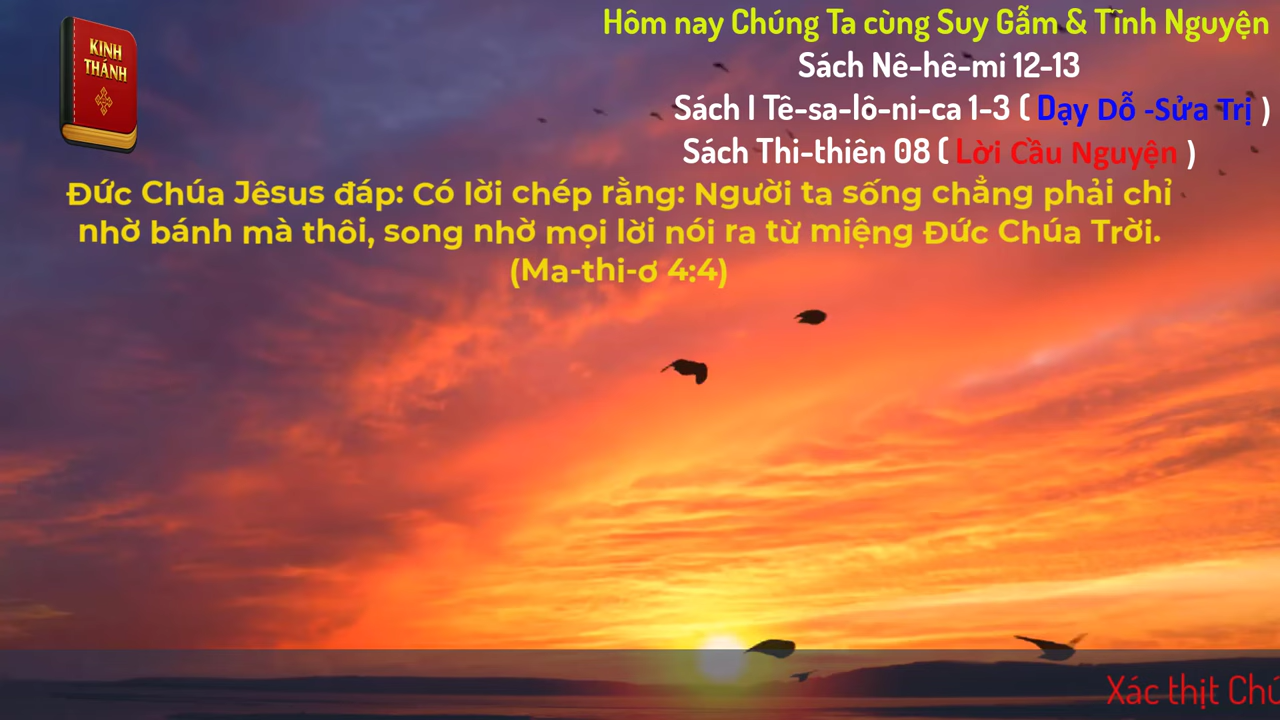 KINH
THÁNH
Hôm nay Chúng Ta cùng Suy Gẫm & Tĩnh Nguyện
Sách Nê-hê-mi 12-13
Sách I Tê-sa-lô-ni-ca 1-3 ( Dạy Dỗ -Sửa Trị )
Sách Thi-thiên 08 ( Lời Cầu Nguyện )
Đức Chúa Jêsus đáp: Có lời chép rằng: Người ta sống chẳng phải chỉ
nhờ bánh mà thôi, song nhờ mọi lời nói ra từ miệng Đức Chúa Trời.
(Ma-thi-ơ 4:4)
Xác thịt